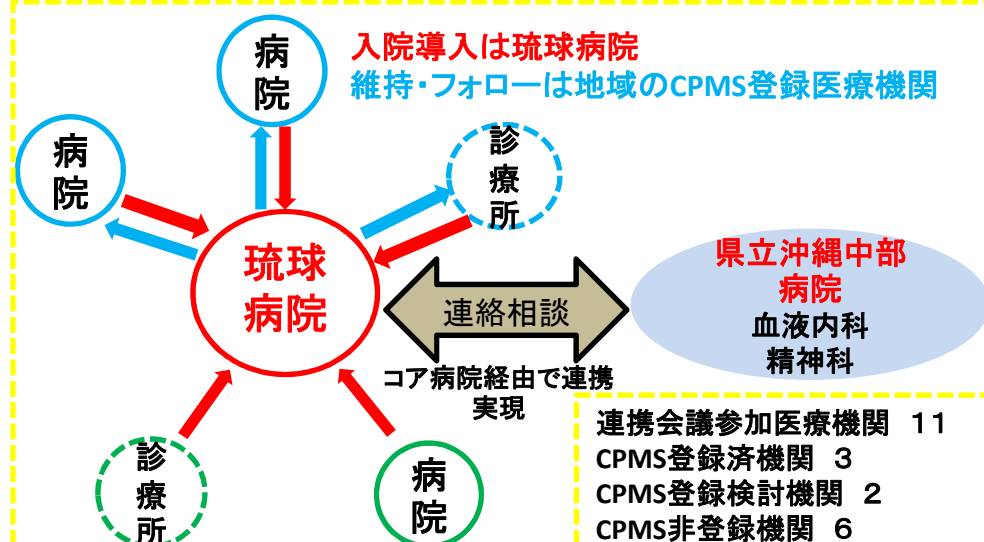 入院導入は琉球病院
維持・フォローは地域のCPMS登録医療機関
病
院
病
院
診
療
所
琉球
病院
連絡相談
コア病院経由で連携
実現
県立沖縄中部
病院
血液内科
精神科
診
療
所
病
院
連携会議参加医療機関 11
CPMS登録済機関 3
CPMS登録検討機関 2
CPMS非登録機関 6